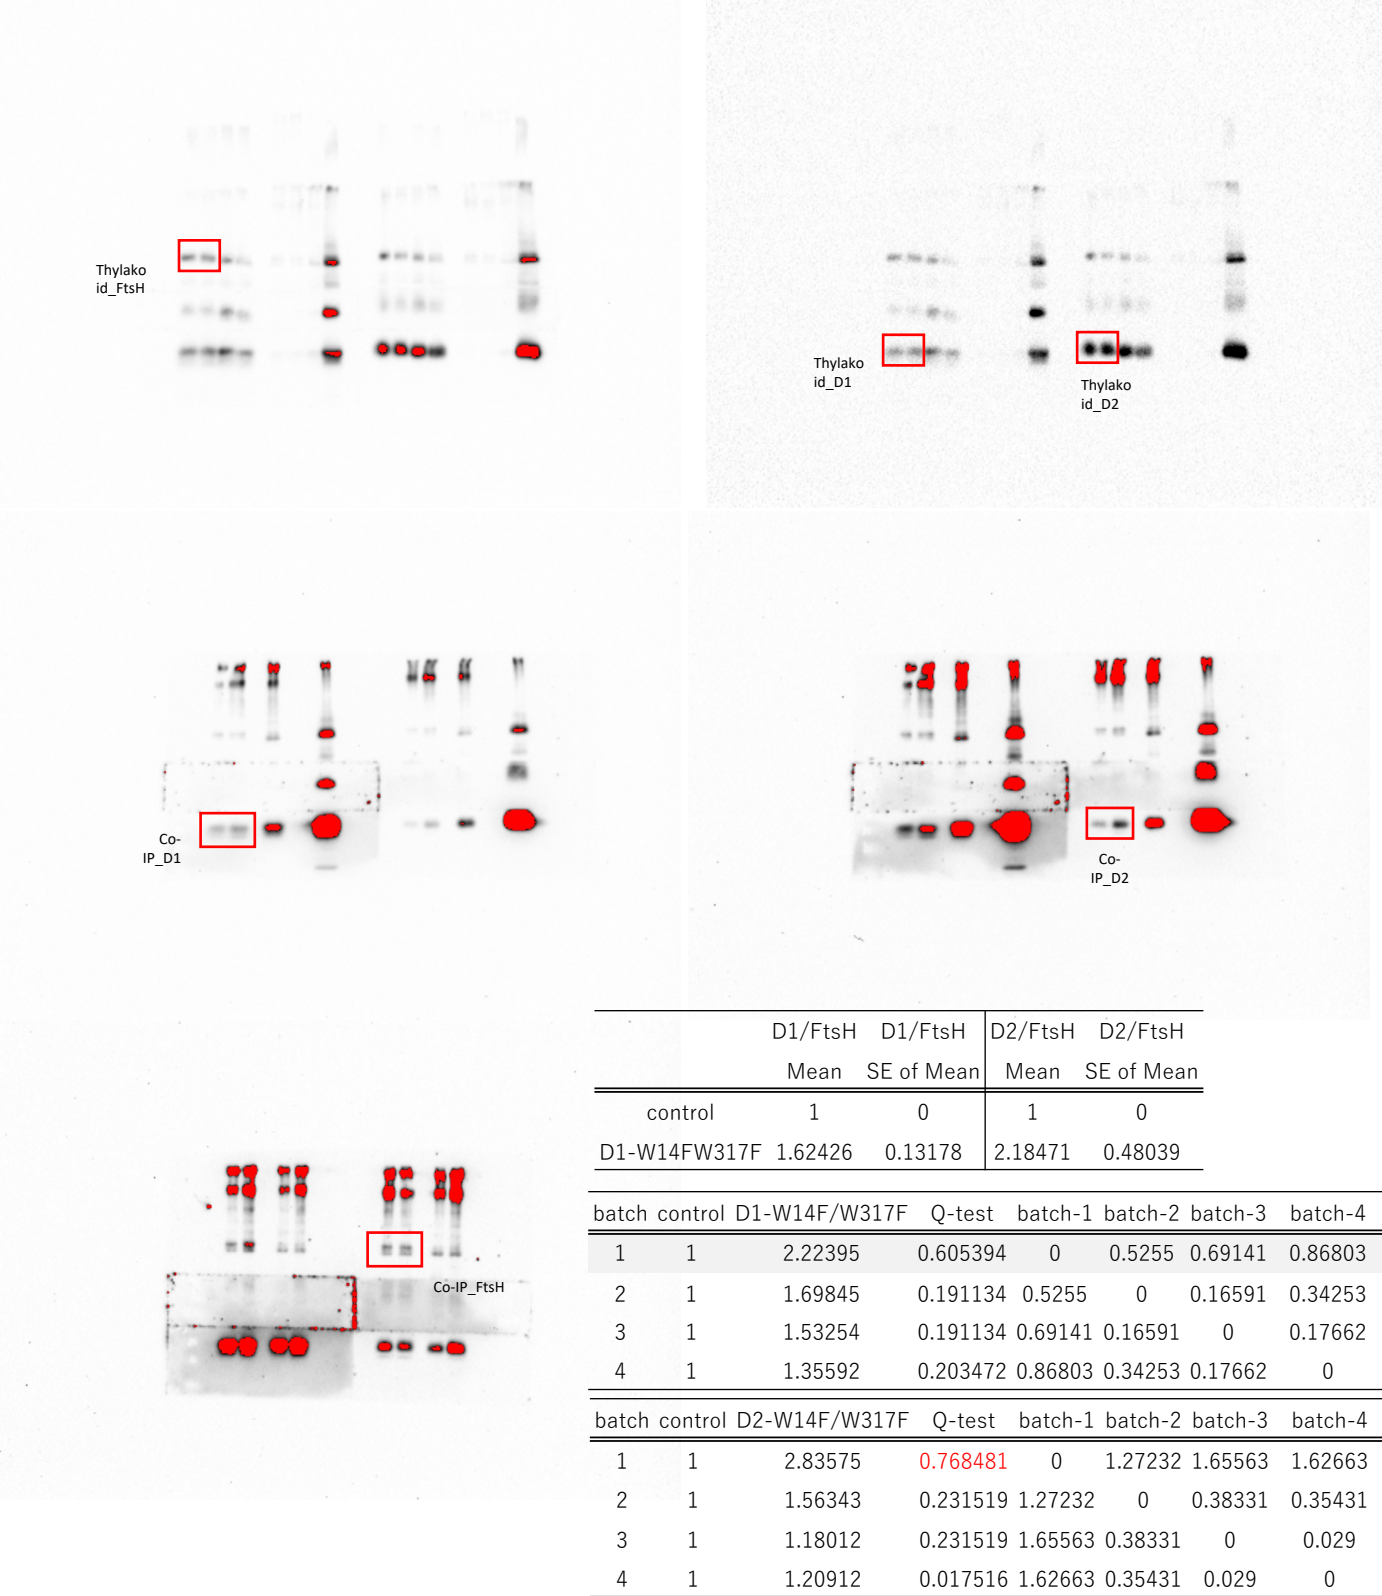 Thylako
id_FtsH
Thylako
id_D1
Thylako
id_D2
Co-
IP_D1
Co-
IP_D2
Co-IP_FtsH
D1/FtsH D1/FtsH D2/FtsH D2/FtsH
Mean SE of Mean Mean SE of Mean
control 1 0 1 0
D1-W14FW317F 1.62426 0.13178 2.18471 0.48039
batch control D1-W14F/W317F Q-test batch-1 batch-2 batch-3 batch-4
1 1 2.22395 0.605394 0 0.5255 0.69141 0.86803
2 1 1.69845 0.191134 0.5255 0 0.16591 0.34253
3 1 1.53254 0.191134 0.69141 0.16591 0 0.17662
4 1 1.35592 0.203472 0.86803 0.34253 0.17662 0
batch control D2-W14F/W317F Q-test batch-1 batch-2 batch-3 batch-4
1 1 2.83575 0.768481 0 1.27232 1.65563 1.62663
2 1 1.56343 0.231519 1.27232 0 0.38331 0.35431
3 1 1.18012 0.231519 1.65563 0.38331 0 0.029
4 1 1.20912 0.017516 1.62663 0.35431 0.029 0